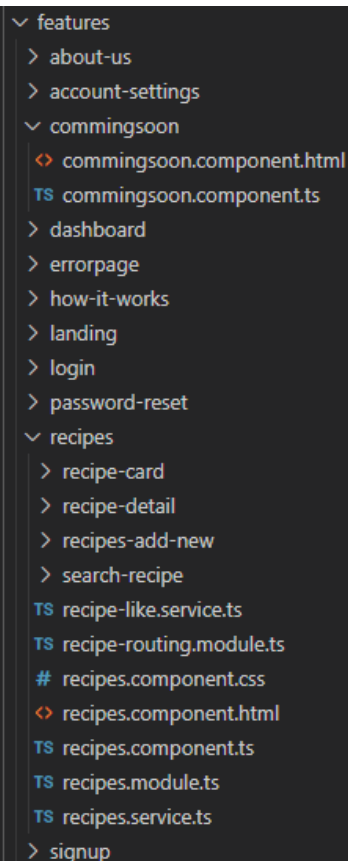 features
about-us
account-settings
commingsoon
<> commingsoon.component.html
TS commingsoon.component.ts
dashboard
errorpage
how-it-works
landing
login
password-reset
recipes
recipe-card
recipe-detail
recipes-add-new
search-recipe
TS recipe-like.service.ts
TS recipe-routing.module.ts
# recipes.component.css
<> recipes.component.html
TS recipes.component.ts
TS recipes.module.ts
TS recipes.service.ts
signup